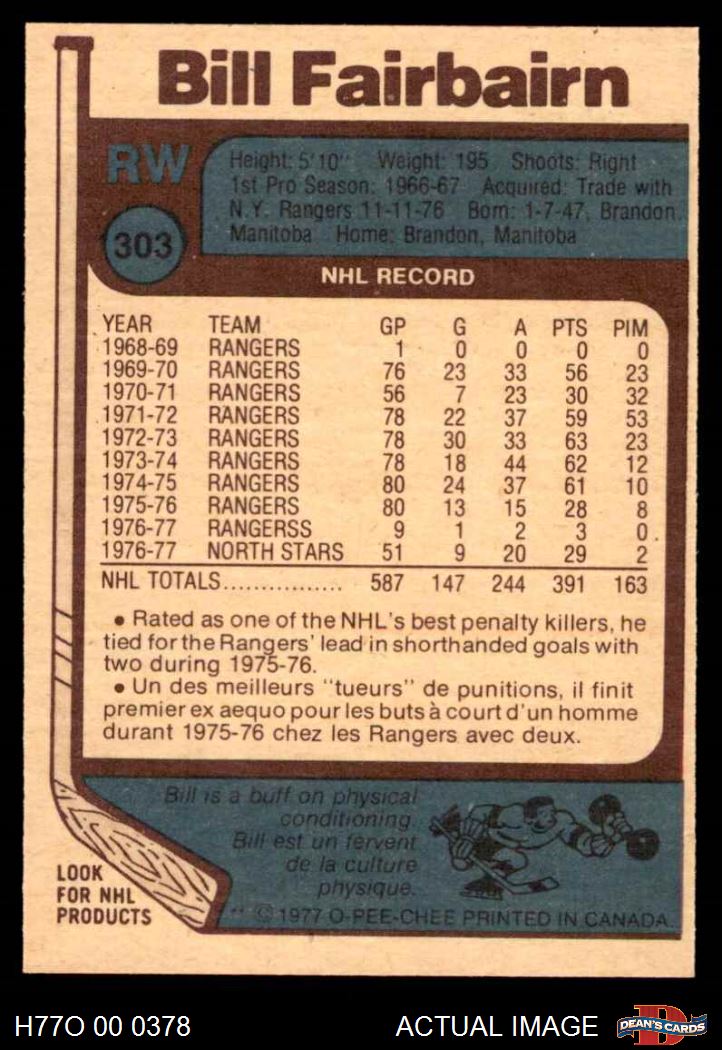 Bill Fairbairn
RW
303
Height: 5'10" Weight: 195 Shoots: Right
1st Pro Season: 1966-67 Acquired: Trade with
N.Y. Rangers 11-11-76 Born: 1-7-47, Brandon,
Manitoba Home: Brandon, Manitoba
NHL RECORD
YEAR TEAM GP G A PTS PIM
1968-69 RANGERS 1 0 0 0 0
1969-70 RANGERS 76 23 33 56 23
1970-71 RANGERS 56 7 23 30 32
1971-72 RANGERS 78 22 37 59 53
1972-73 RANGERS 78 30 33 63 23
1973-74 RANGERS 78 18 44 62 12
1974-75 RANGERS 80 24 37 61 10
1975-76 RANGERS 80 13 15 28 8
1976-77 RANGERSS 9 1 2 3 0
1976-77 NORTH STARS 51 9 20 29 2
NHL TOTALS................ 587 147 244 391 163
• Rated as one of the NHL's best penalty killers, he
tied for the Rangers' lead in shorthanded goals with
two during 1975-76.
• Un des meilleurs "tueurs" de punitions, il finit
premier ex aequo pour les buts à court d'un homme
durant 1975-76 chez les Rangers avec deux.
Bill is a buff on physical
conditioning.
Bill est un fervent
de la culture
physique.
LOOK
FOR NHL
PRODUCTS
** © 1977 O-PEE-CHEE PRINTED IN CANADA.
H77O 00 0378 ACTUAL IMAGE
D
DEAN'S CARDS